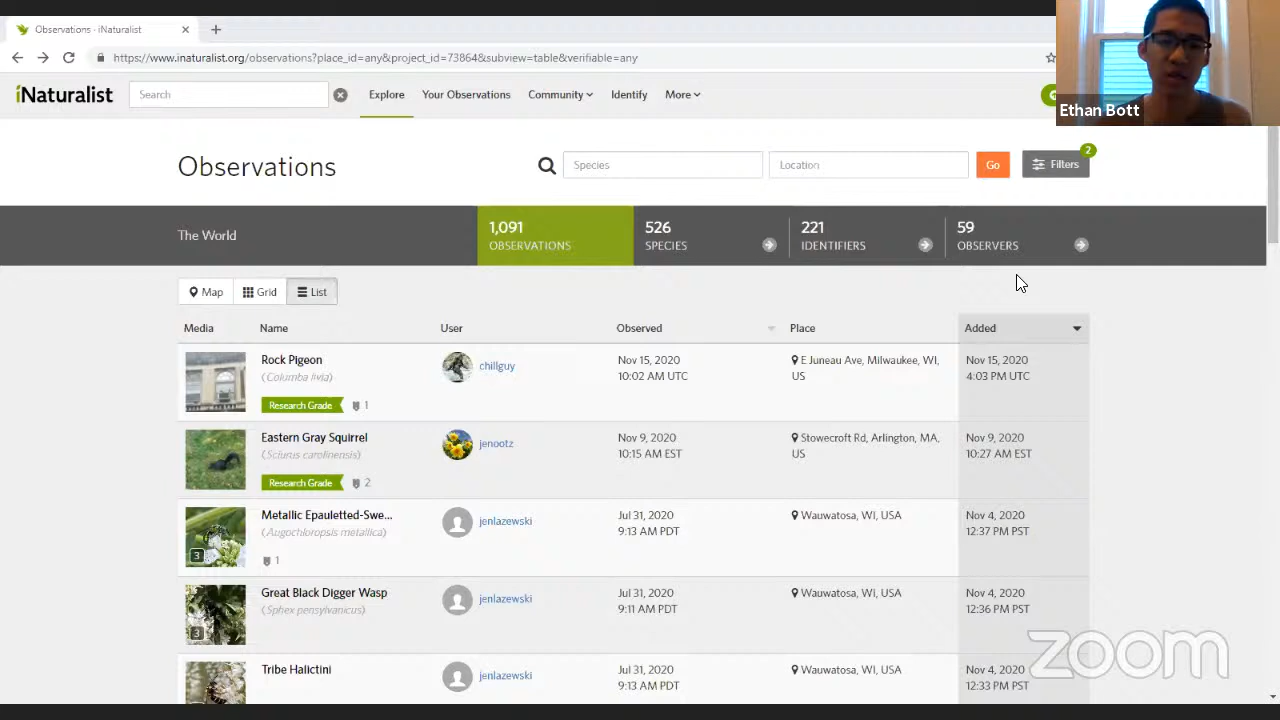 Observations · iNaturalist
https://www.inaturalist.org/observations?place_id=any&
_id=73864&subview=table&verifiable=any
iNaturalist
Search
Explore
Your Observations
Community
Identify
More
Ethan Bott
Observations
Species
Location
Go
Filters
2
The World
1,091
OBSERVATIONS
526
SPECIES
221
IDENTIFIERS
59
OBSERVERS
Map
Grid
List
Media Name User Observed Place Added
Rock Pigeon
(Columba livia)
Research Grade 1
chillguy
Nov 15, 2020
10:02 AM UTC
E Juneau Ave, Milwaukee, WI,
US
Nov 15, 2020
4:03 PM UTC
Eastern Gray Squirrel
(Sciurus carolinensis)
Research Grade 2
jenootz
Nov 9, 2020
10:15 AM EST
Stowecroft Rd, Arlington, MA,
US
Nov 9, 2020
10:27 AM EST
3
Metallic Epauletted-Swe...
(Augochloropsis metallica)
1
jenlazewski
Jul 31, 2020
9:13 AM PDT
Wauwatosa, WI, USA
Nov 4, 2020
12:37 PM PST
3
Great Black Digger Wasp
(Sphex pensylvanicus)
jenlazewski
Jul 31, 2020
9:11 AM PDT
Wauwatosa, WI, USA
Nov 4, 2020
12:36 PM PST
Tribe Halictini
jenlazewski
Jul 31, 2020
9:13 AM PDT
Wauwatosa, WI, USA
Nov 4, 2020
12:33 PM PST
zoom